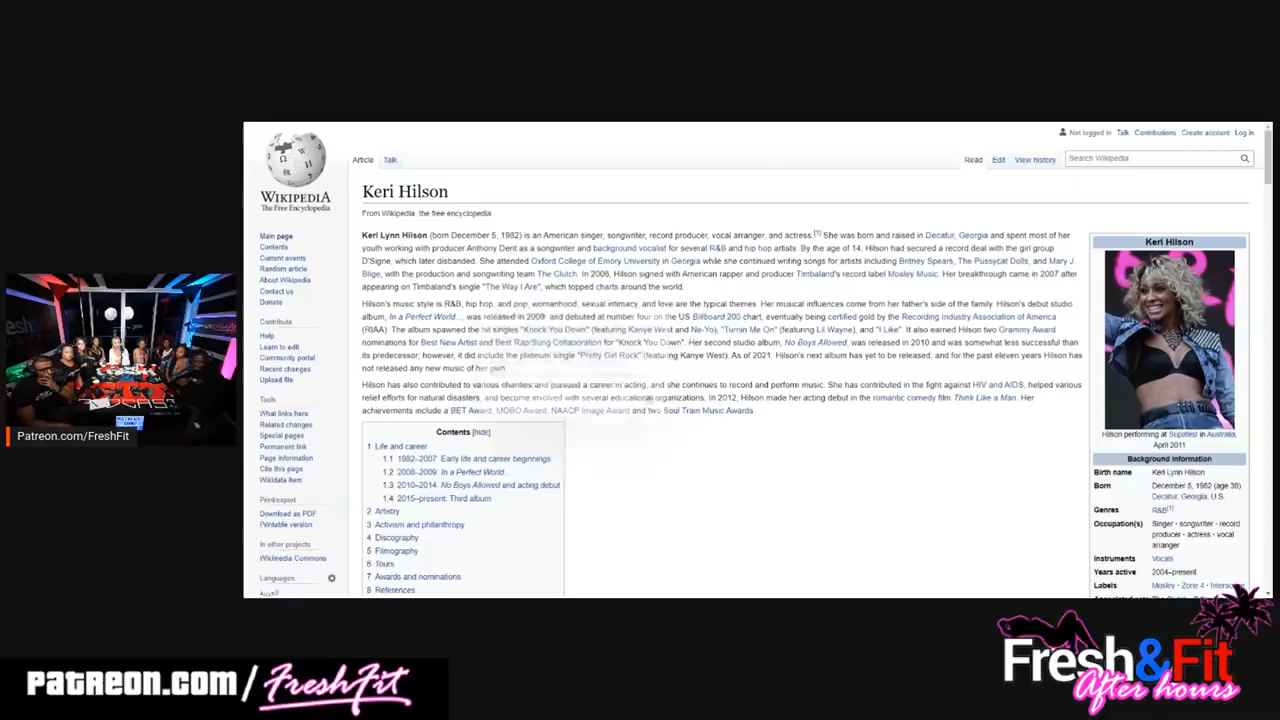 Not logged in Talk Contributions Create account Log in
Article Talk
Read Edit View history
Search Wikipedia
WIKIPEDIA
The Free Encyclopedia
Keri Hilson
From Wikipedia, the free encyclopedia
Main page
Contents
Current events
Random article
About Wikipedia
Contact us
Donate
Contribute
Help
Learn to edit
Community portal
Recent changes
Upload file
Tools
What links here
Related changes
Special pages
Permanent link
Page information
Cite this page
Wikidata item
Print/export
Download as PDF
Printable version
In other projects
Wikimedia Commons
Languages
العربية
Keri Lynn Hilson (born December 5, 1982) is an American singer, songwriter, record producer, vocal arranger, and actress.[1] She was born and raised in Decatur, Georgia and spent most of her
youth working with producer Anthony Dent as a songwriter and background vocalist for several R&B and hip hop artists. By the age of 14, Hilson had secured a record deal with the girl group
D'Signe, which later disbanded. She attended Oxford College of Emory University in Georgia while she continued writing songs for artists including Britney Spears, The Pussycat Dolls, and Mary J.
Blige, with the production and songwriting team The Clutch. In 2006, Hilson signed with American rapper and producer Timbaland's record label Mosley Music. Her breakthrough came in 2007 after
appearing on Timbaland's single "The Way I Are", which topped charts around the world.
Hilson's music style is R&B, hip hop, and pop, womanhood, sexual intimacy, and love are the typical themes. Her musical influences come from her father's side of the family. Hilson's debut studio
album, In a Perfect World..., was released in 2009 and debuted at number four on the US Billboard 200 chart, eventually being certified gold by the Recording Industry Association of America
(RIAA). The album spawned the hit singles "Knock You Down" (featuring Kanye West and Ne-Yo), "Turnin Me On" (featuring Lil Wayne), and "I Like". It also earned Hilson two Grammy Award
nominations for Best New Artist and Best Rap/Sung Collaboration for "Knock You Down". Her second studio album, No Boys Allowed, was released in 2010 and was somewhat less successful than
its predecessor; however, it did include the platinum single "Pretty Girl Rock" (featuring Kanye West). As of 2021, Hilson's next album has yet to be released, and for the past eleven years Hilson has
not released any new music of her own
Hilson has also contributed to various charities and pursued a career in acting, and she continues to record and perform music. She has contributed in the fight against HIV and AIDS, helped various
relief efforts for natural disasters, and become involved with several educational organizations. In 2012, Hilson made her acting debut in the romantic comedy film Think Like a Man. Her
achievements include a BET Award, MOBO Award, NAACP Image Award and two Soul Train Music Awards.
Contents [hide]
1 Life and career
1.1 1982–2007: Early life and career beginnings
1.2 2008–2009: In a Perfect World...
1.3 2010–2014: No Boys Allowed and acting debut
1.4 2015–present: Third album
2 Artistry
3 Activism and philanthropy
4 Discography
5 Filmography
6 Tours
7 Awards and nominations
8 References
Keri Hilson
Hilson performing at Supafest in Australia,
April 2011
Background information
Birth name Keri Lynn Hilson
Born December 5, 1982 (age 38)
Decatur, Georgia, U.S.
Genres R&B[1]
Occupation(s) Singer · songwriter · record
producer · actress · vocal
arranger
Instruments Vocals
Years active 2004–present
Labels Mosley · Zone 4 · Interscope
Patreon.com/FreshFit
PATREON.COM/FRESHFIT
Fresh&Fit
After hours